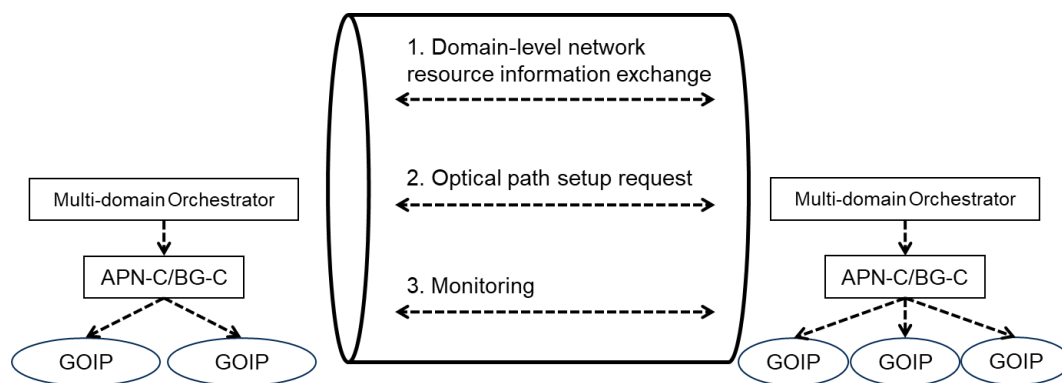 1. Domain-level network
resource information exchange
2. Optical path setup request
3. Monitoring
Multi-domain Orchestrator
APN-C/BG-C
GOIP
GOIP
Multi-domain Orchestrator
APN-C/BG-C
GOIP
GOIP
GOIP